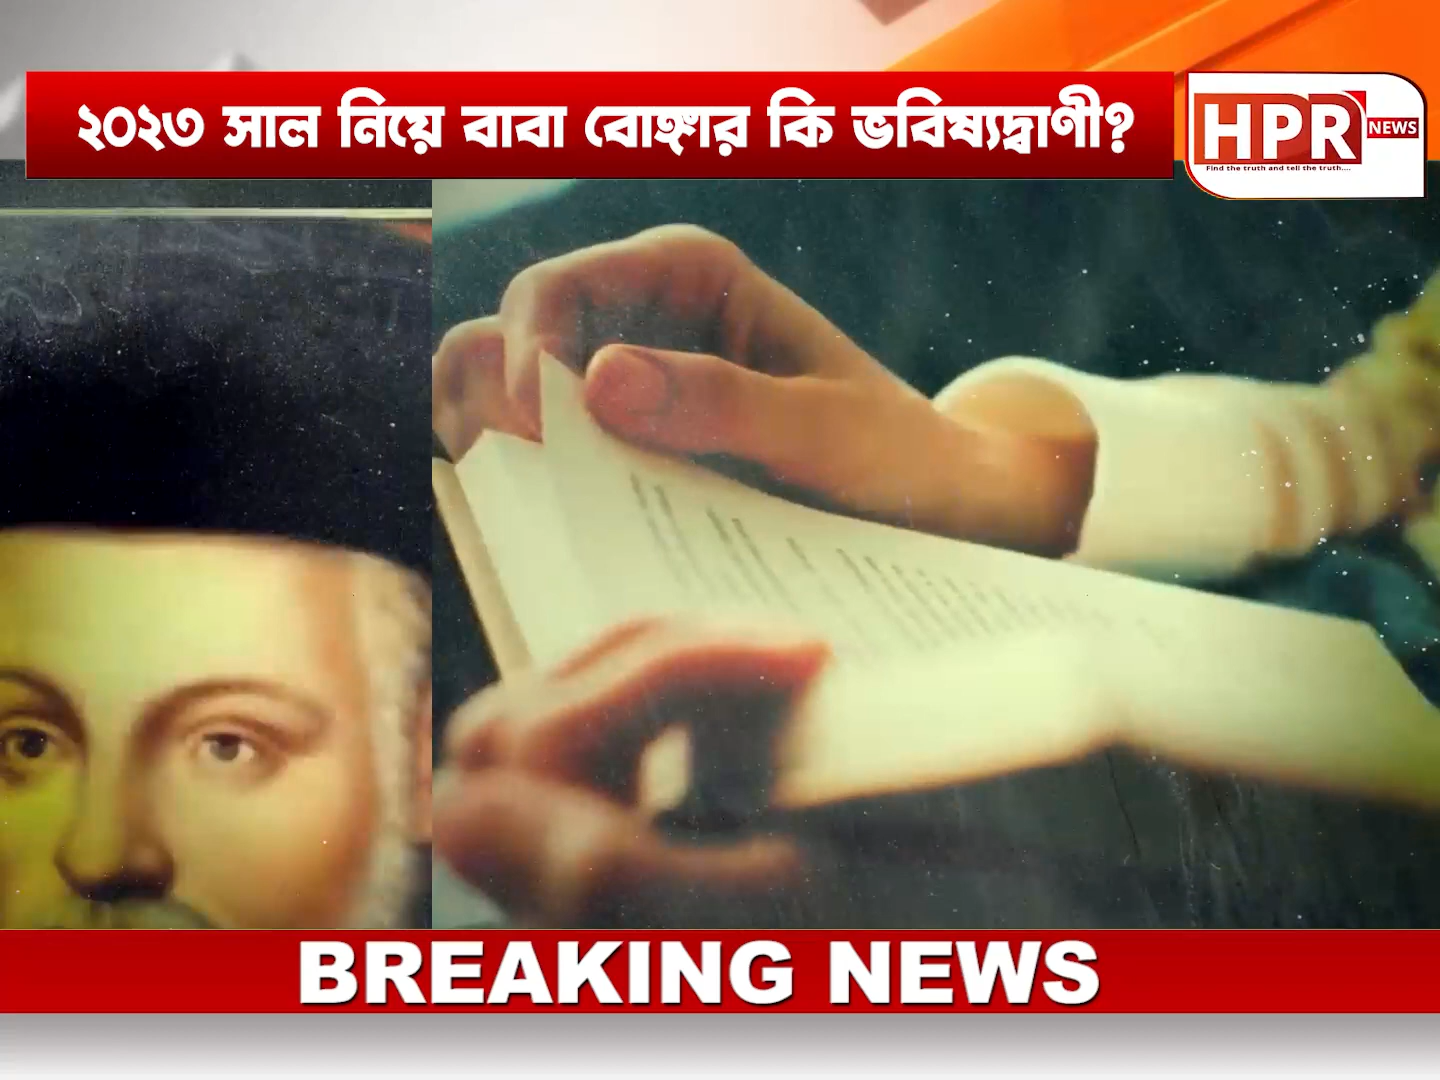 ২০২৩ সাল নিয়ে বাবা বোঙ্গার কি ভবিষ্যদ্বাণী?
HPR NEWS
Find the truth and tell the truth....
BREAKING NEWS